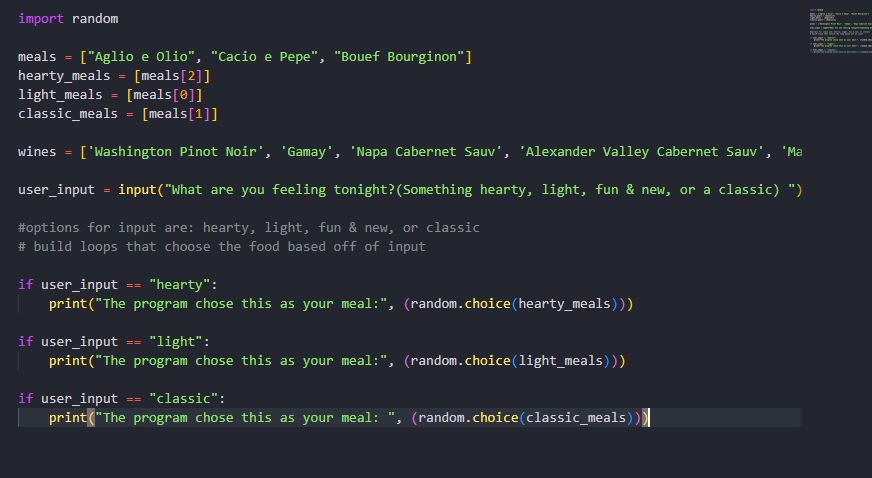 import random
meals = ["Aglio e Olio", "Cacio e Pepe", "Bouef Bourginon"]
hearty_meals = [meals[2]]
light_meals = [meals[0]]
classic_meals = [meals[1]]
wines = ['Washington Pinot Noir', 'Gamay', 'Napa Cabernet Sauv', 'Alexander Valley Cabernet Sauv', 'Ma
user_input = input("What are you feeling tonight?(Something hearty, light, fun & new, or a classic) ")
#options for input are: hearty, light, fun & new, or classic
# build loops that choose the food based off of input
if user_input == "hearty":
    print("The program chose this as your meal:", (random.choice(hearty_meals)))
if user_input == "light":
    print("The program chose this as your meal:", (random.choice(light_meals)))
if user_input == "classic":
    print("The program chose this as your meal: ", (random.choice(classic_meals)))